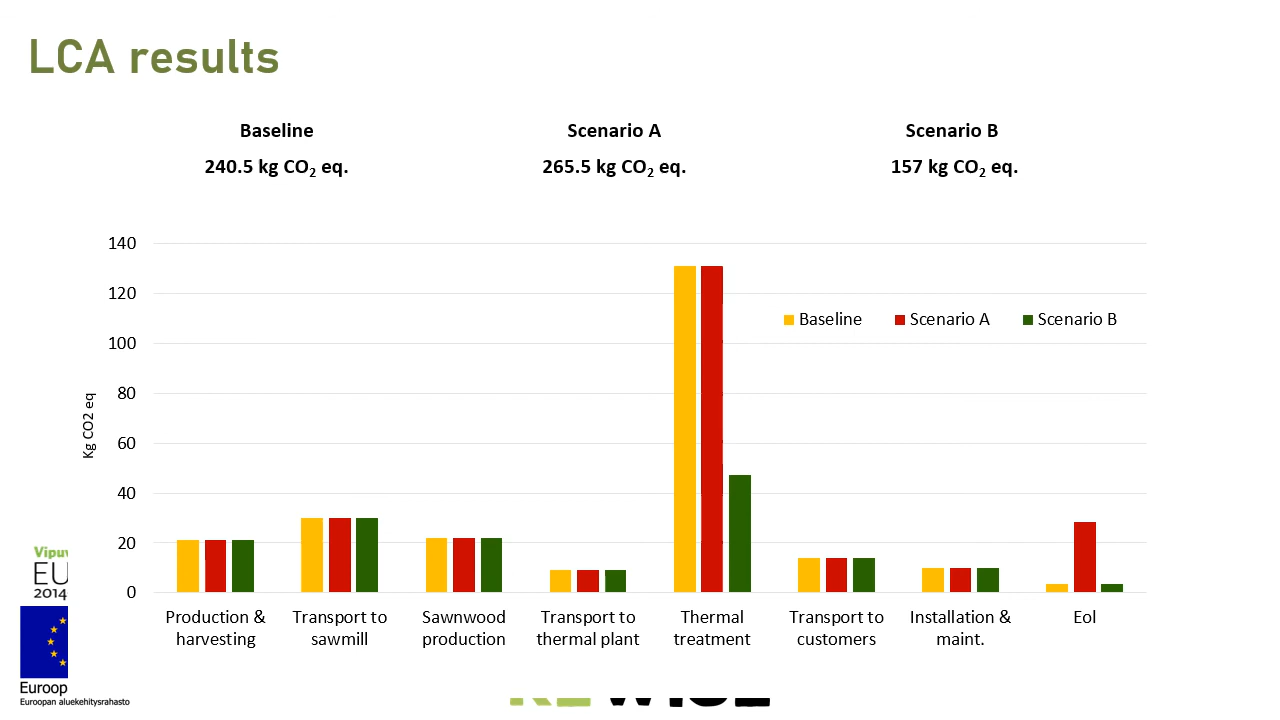 LCA results
Baseline
240.5 kg CO₂ eq.
Scenario A
265.5 kg CO₂ eq.
Scenario B
157 kg CO₂ eq.
140
120
100
80
60
40
20
0
Kg CO2 eq
Baseline
Scenario A
Scenario B
Production &
harvesting
Transport to
sawmill
Sawnwood
production
Transport to
thermal plant
Thermal
treatment
Transport to
customers
Installation &
maint.
Eol
EU
2014
Euroopan aluekehitysrahasto